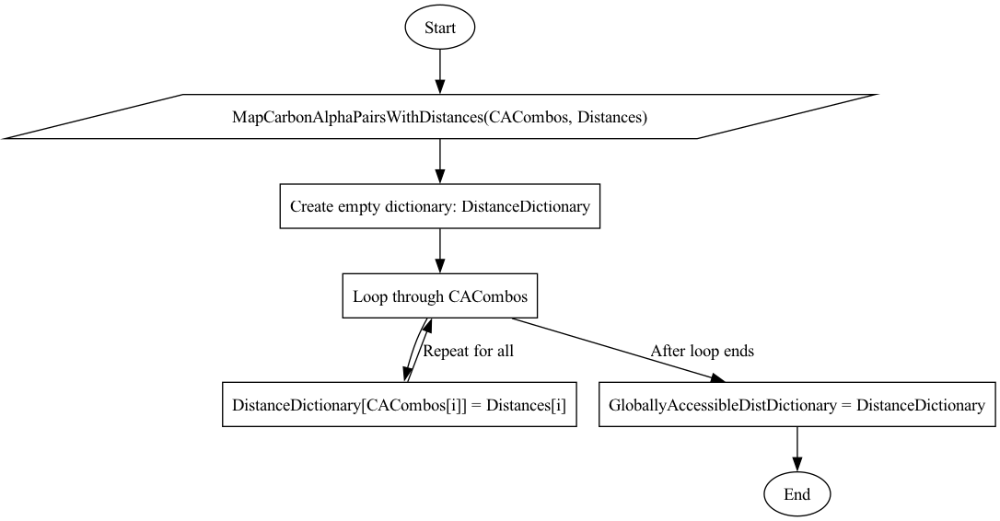 Start
MapCarbonAlphaPairsWithDistances(CACombos, Distances)
Create empty dictionary: DistanceDictionary
Loop through CACombos
Repeat for all
After loop ends
DistanceDictionary[CACombos[i]] = Distances[i]
GloballyAccessibleDistDictionary = DistanceDictionary
End